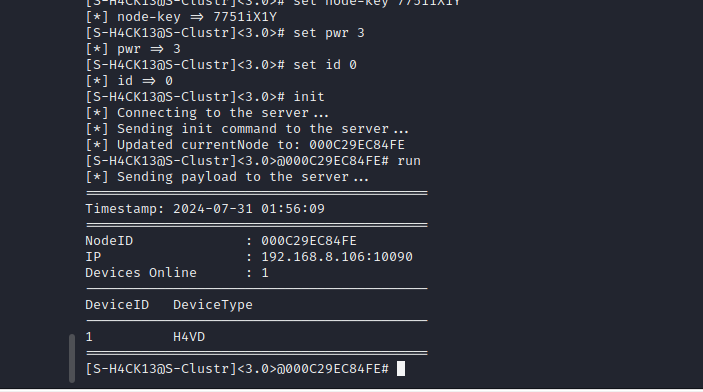 [S-H4CK13@S-Clustr]<3.0># set node-key 7751iX1Y
[*] node-key => 7751iX1Y
[S-H4CK13@S-Clustr]<3.0># set pwr 3
[*] pwr => 3
[S-H4CK13@S-Clustr]<3.0># set id 0
[*] id => 0
[S-H4CK13@S-Clustr]<3.0># init
[*] Connecting to the server...
[*] Sending init command to the server...
[*] Updated currentNode to: 000C29EC84FE
[S-H4CK13@S-Clustr]<3.0>@000C29EC84FE# run
[*] Sending payload to the server...
Timestamp: 2024-07-31 01:56:09
NodeID : 000C29EC84FE
IP : 192.168.8.106:10090
Devices Online : 1
DeviceID DeviceType
1 H4VD
[S-H4CK13@S-Clustr]<3.0>@000C29EC84FE#